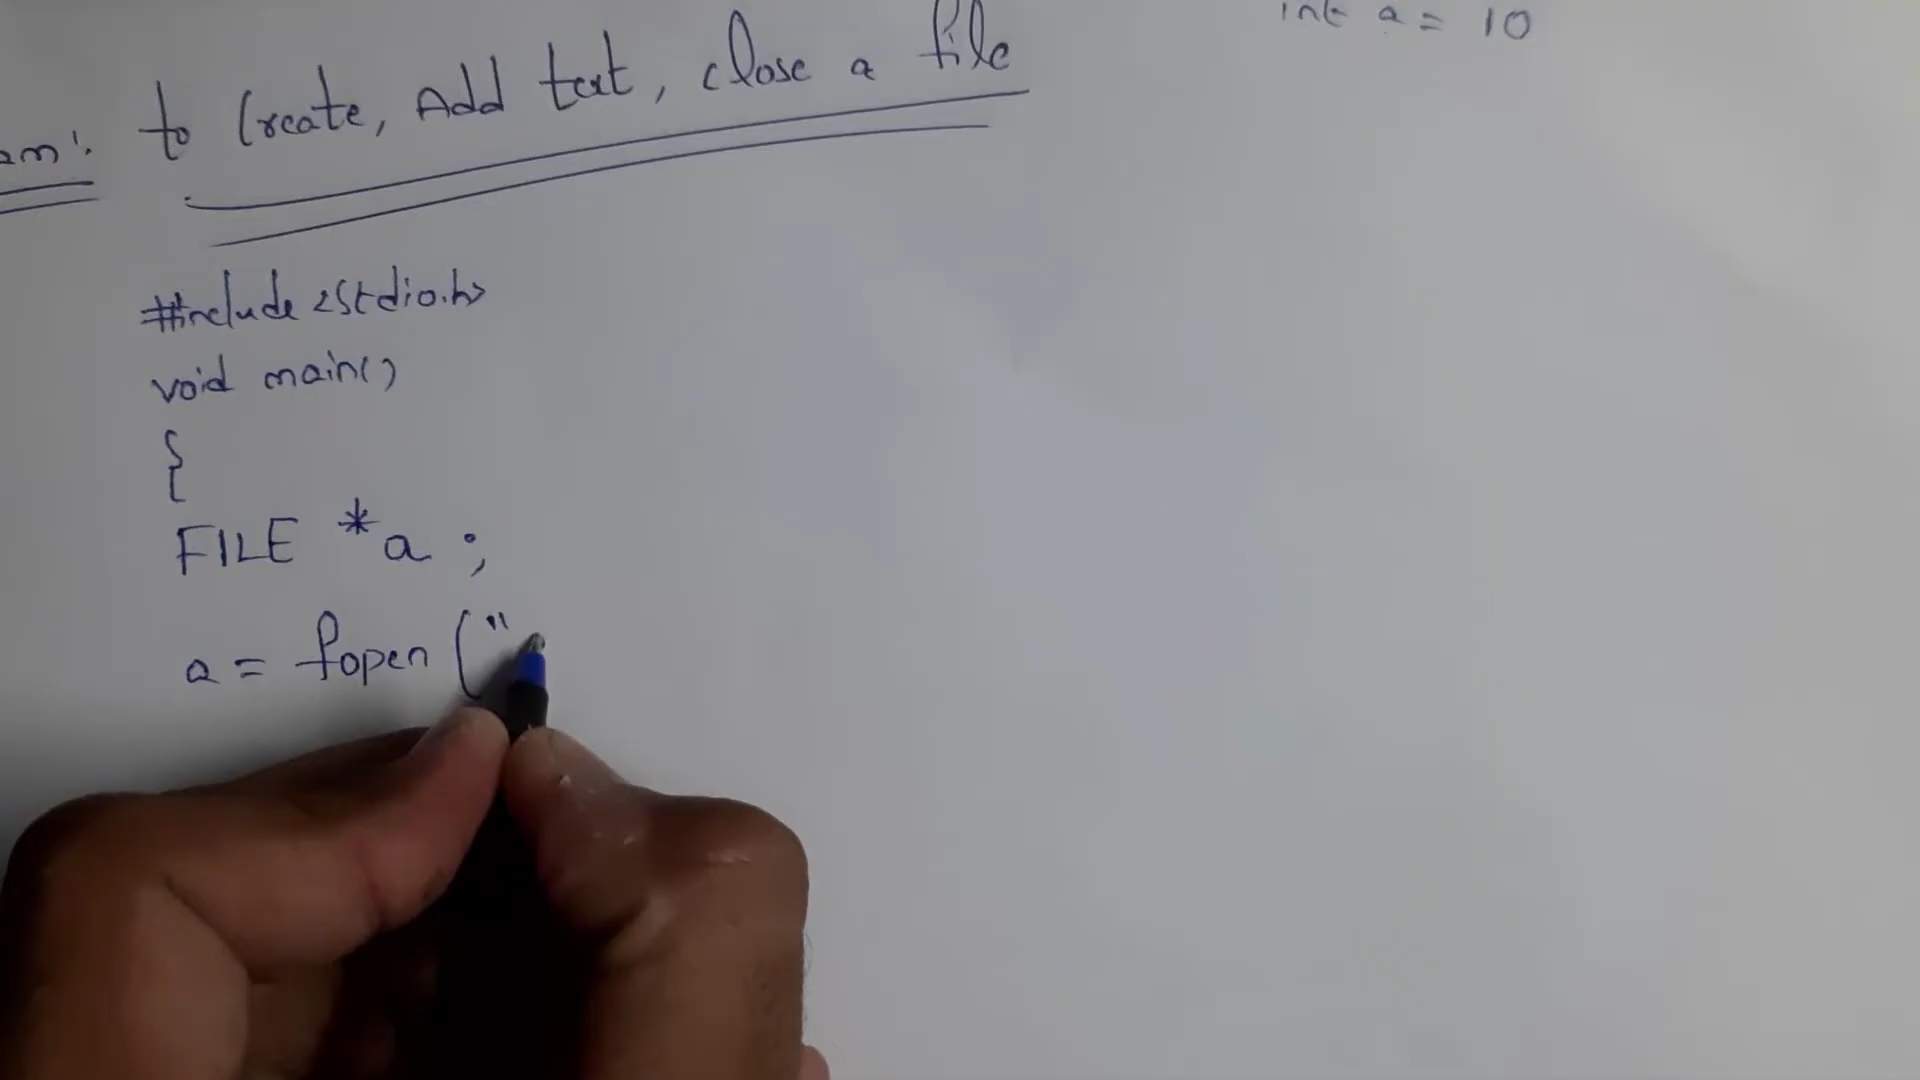 int a = 10
am:. to Create, Add text, close a file
#include <stdio.h>
void main()
{
FILE *a ;
a = fopen ("